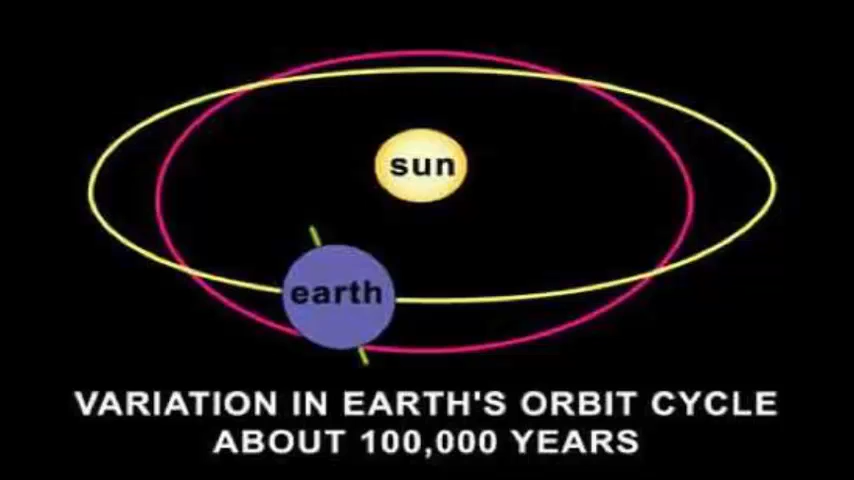 sun
earth
VARIATION IN EARTH'S ORBIT CYCLE
ABOUT 100,000 YEARS